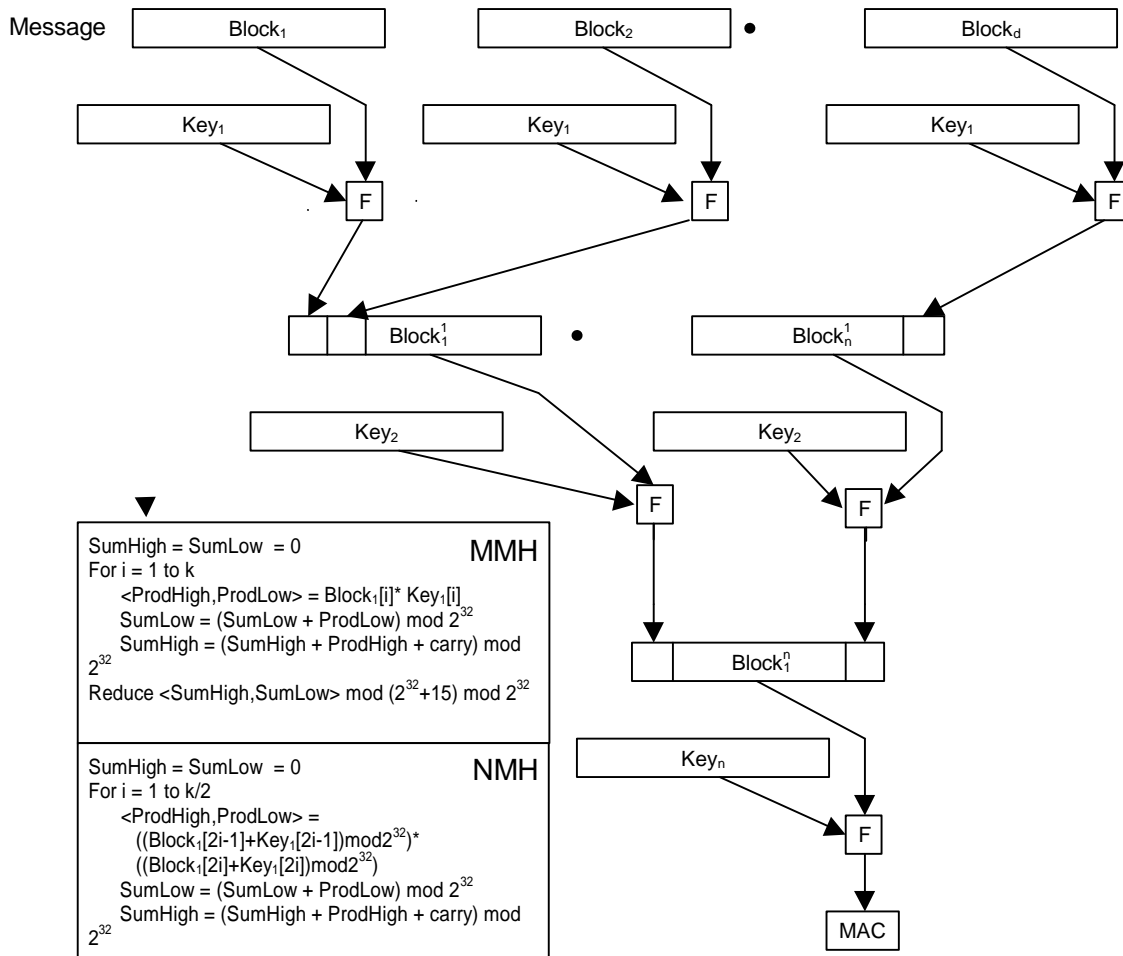 Message
Block₁
Block₂
•
Block_d
Key₁
Key₁
Key₁
F
F
F
Block₁¹
•
Blockₙ¹
Key₂
Key₂
F
F
SumHigh = SumLow = 0
MMH
For i = 1 to k
<ProdHigh,ProdLow> = Block₁[i]* Key₁[i]
SumLow = (SumLow + ProdLow) mod 2³²
SumHigh = (SumHigh + ProdHigh + carry) mod
2³²
Reduce <SumHigh,SumLow> mod (2³²+15) mod 2³²
Block₁ⁿ
SumHigh = SumLow = 0
NMH
For i = 1 to k/2
<ProdHigh,ProdLow> =
((Block₁[2i-1]+Key₁[2i-1])mod2³²)*
((Block₁[2i]+Key₁[2i])mod2³²)
SumLow = (SumLow + ProdLow) mod 2³²
SumHigh = (SumHigh + ProdHigh + carry) mod
2³²
Keyₙ
F
MAC